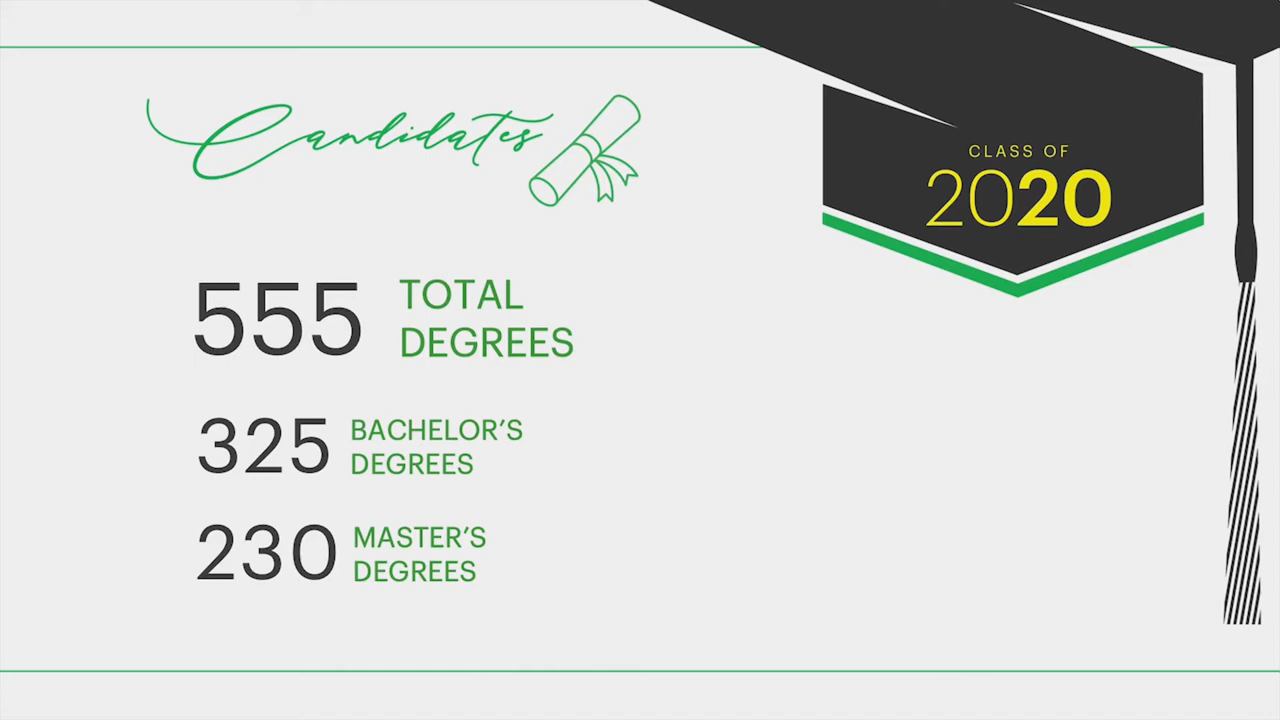 Candidates
CLASS OF
2020
555 TOTAL
DEGREES
325 BACHELOR’S
DEGREES
230 MASTER’S
DEGREES